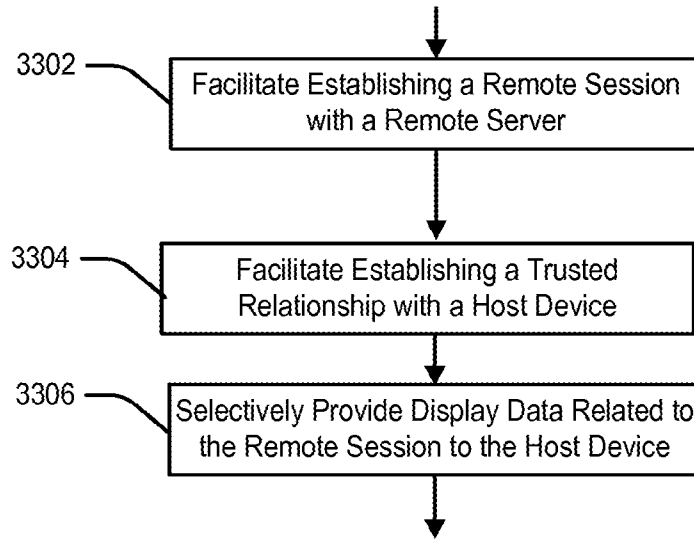 3302
Facilitate Establishing a Remote Session
with a Remote Server
3304
Facilitate Establishing a Trusted
Relationship with a Host Device
3306
Selectively Provide Display Data Related to
the Remote Session to the Host Device